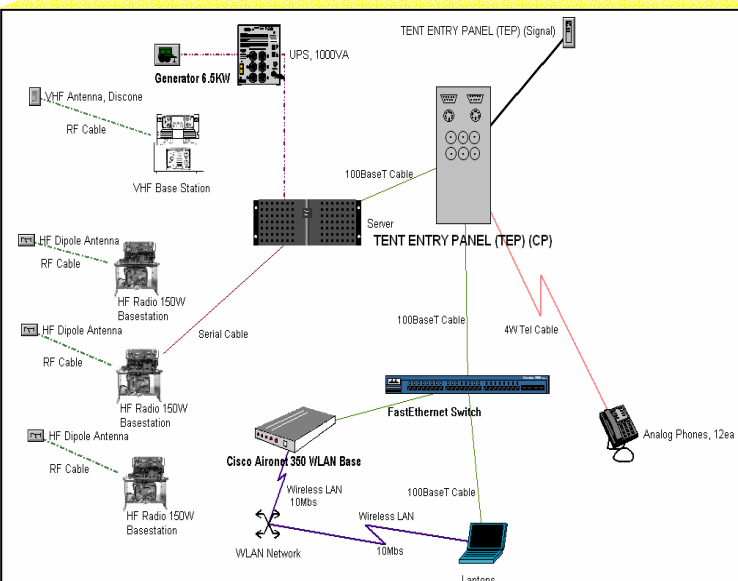 TENT ENTRY PANEL (TEP) (Signal)
UPS, 1000VA
Generator 6.5KW
VHF Antenna, Discone
RF Cable
VHF Base Station
100BaseT Cable
Server
TENT ENTRY PANEL (TEP) (CP)
HF Dipole Antenna
RF Cable
HF Radio 150W
Basestation
Serial Cable
100BaseT Cable
4W Tel Cable
HF Dipole Antenna
RF Cable
HF Radio 150W
Basestation
FastEthernet Switch
Analog Phones, 12ea
HF Dipole Antenna
RF Cable
HF Radio 150W
Basestation
Cisco Aironet 350 WLAN Base
Wireless LAN
10Mbs
100BaseT Cable
Wireless LAN
10Mbs
WLAN Network
Laptops